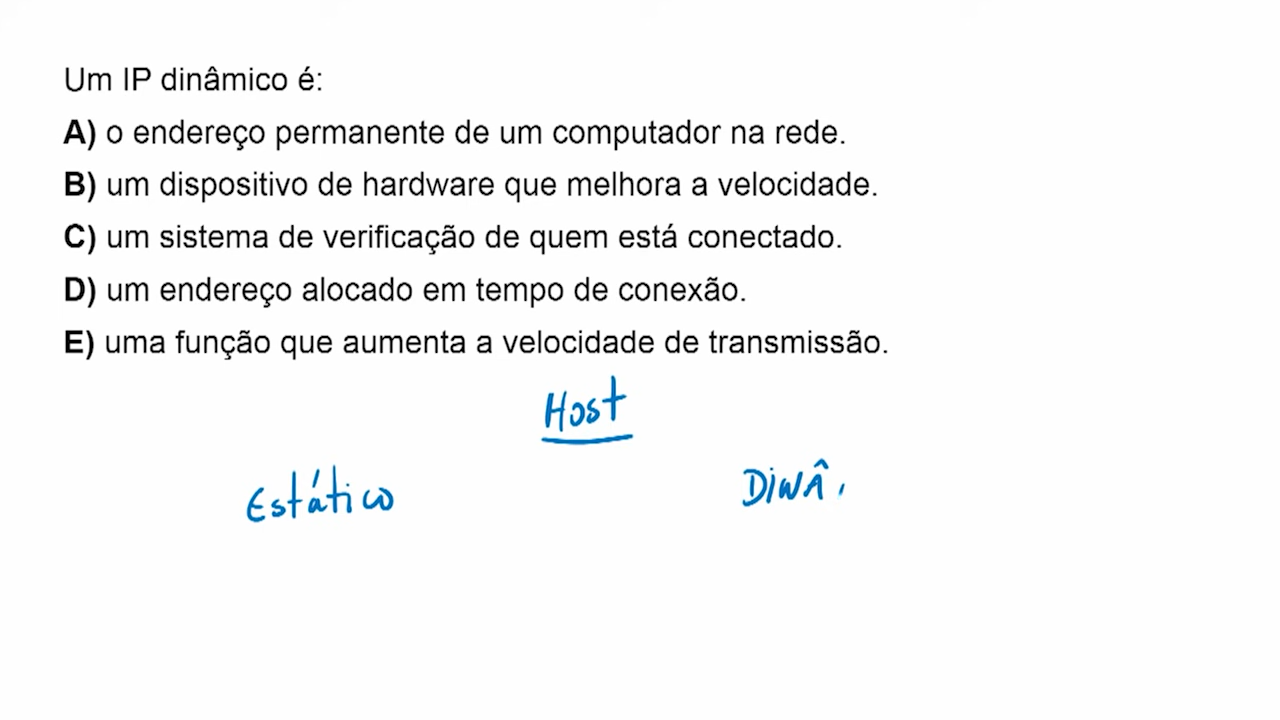 Um IP dinâmico é:
A) o endereço permanente de um computador na rede.
B) um dispositivo de hardware que melhora a velocidade.
C) um sistema de verificação de quem está conectado.
D) um endereço alocado em tempo de conexão.
E) uma função que aumenta a velocidade de transmissão.
Host
Estático DINÂ